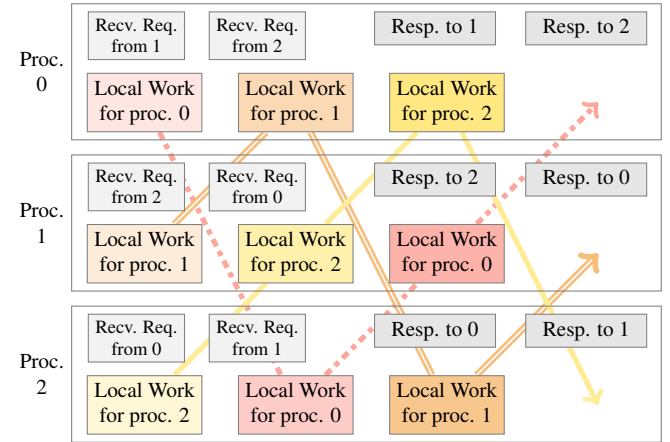 Proc.
0
Recv. Req.
from 1
Recv. Req.
from 2
Resp. to 1
Resp. to 2
Local Work
for proc. 0
Local Work
for proc. 1
Local Work
for proc. 2
Proc.
1
Recv. Req.
from 2
Recv. Req.
from 0
Resp. to 2
Resp. to 0
Local Work
for proc. 1
Local Work
for proc. 2
Local Work
for proc. 0
Proc.
2
Recv. Req.
from 0
Recv. Req.
from 1
Resp. to 0
Resp. to 1
Local Work
for proc. 2
Local Work
for proc. 0
Local Work
for proc. 1